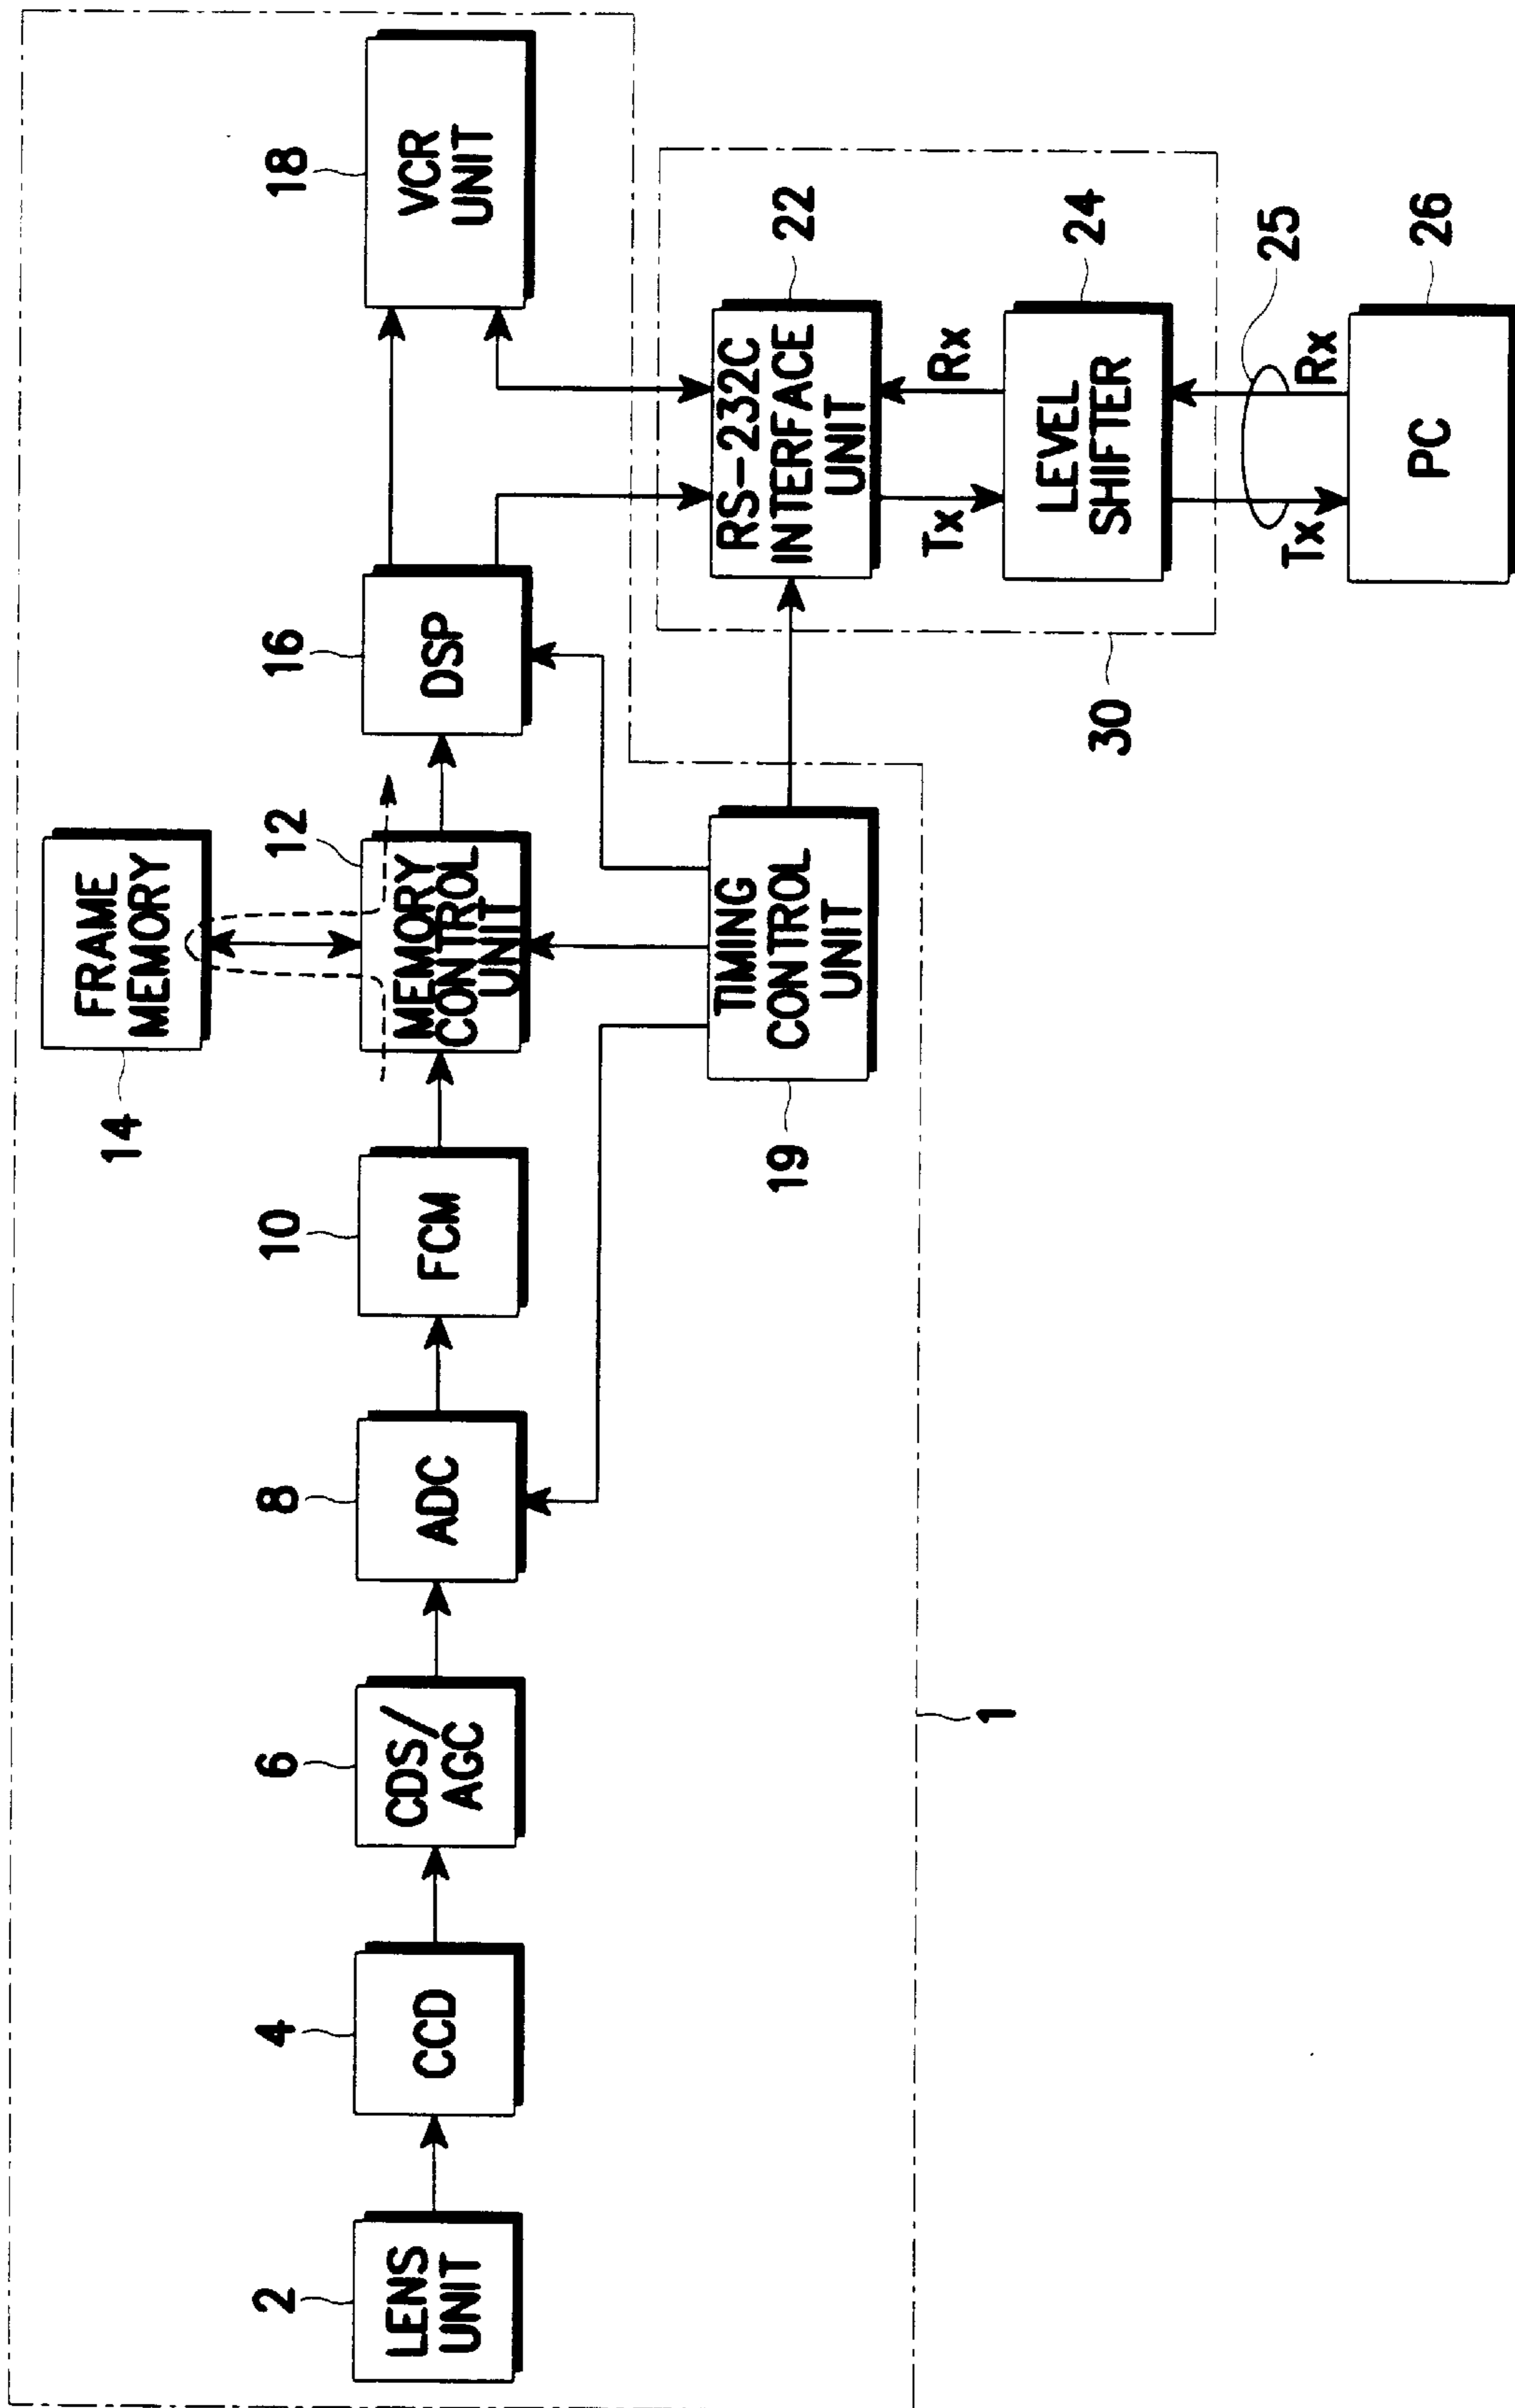 14
FRAME
MEMORY
2
4
6
8
10
12
16
18
LENS
UNIT
CCD
CDS/
AGC
ADC
FCM
MEMORY
CONTROL
UNIT
DSP
VCR
UNIT
19
TIMING
CONTROL
UNIT
RS-232C
INTERFACE
UNIT
22
1
Tx
Rx
30
LEVEL
SHIFTER
24
25
Tx
Rx
PC
26